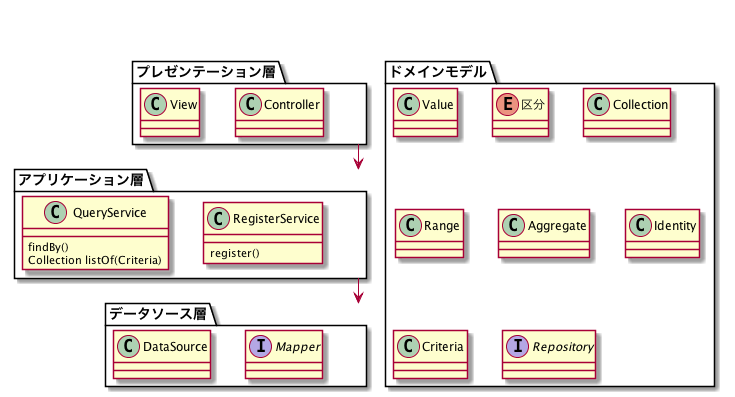 プレゼンテーション層
C View
C Controller
アプリケーション層
C QueryService
findBy()
Collection listOf(Criteria)
C RegisterService
register()
データソース層
C DataSource
I Mapper
ドメインモデル
C Value
E 区分
C Collection
C Range
C Aggregate
C Identity
C Criteria
I Repository